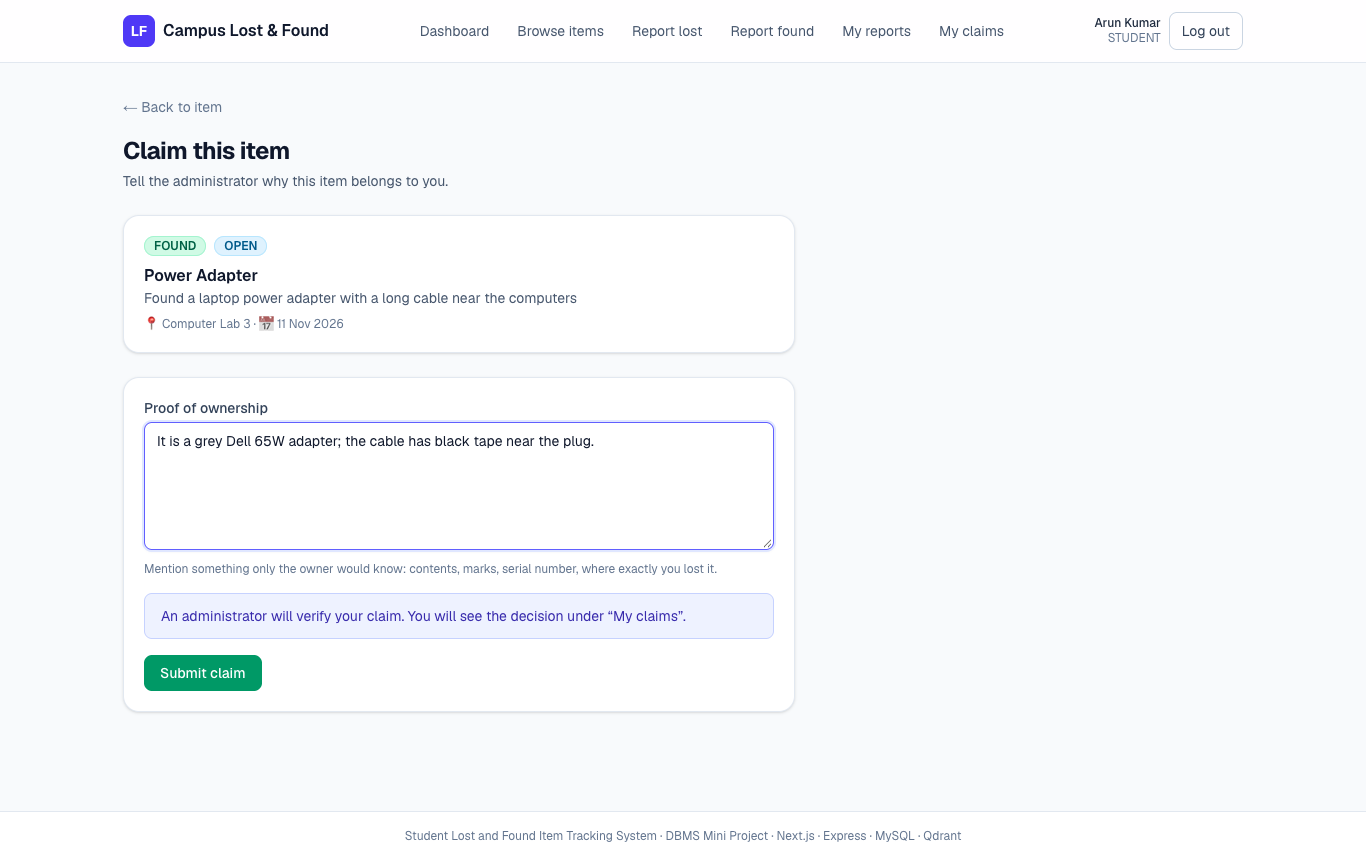 LF Campus Lost & Found Dashboard Browse items Report lost Report found My reports My claims Arun Kumar Log out
STUDENT
← Back to item
Claim this item
Tell the administrator why this item belongs to you.
FOUND OPEN
Power Adapter
Found a laptop power adapter with a long cable near the computers
📍 Computer Lab 3 · 📅 11 Nov 2026
Proof of ownership
It is a grey Dell 65W adapter; the cable has black tape near the plug.
Mention something only the owner would know: contents, marks, serial number, where exactly you lost it.
An administrator will verify your claim. You will see the decision under “My claims”.
Submit claim
Student Lost and Found Item Tracking System · DBMS Mini Project · Next.js · Express · MySQL · Qdrant